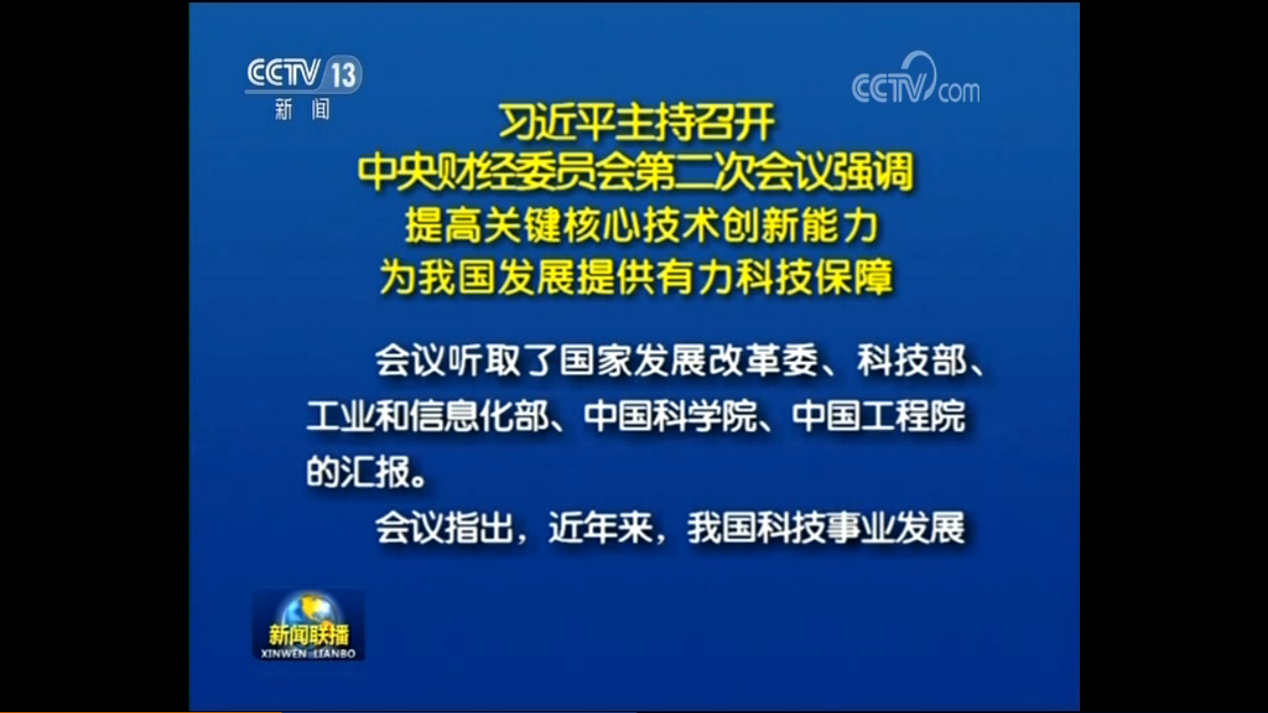 CCTV 13
新闻
CCTV.com
习近平主持召开
中央财经委员会第二次会议强调
提高关键核心技术创新能力
为我国发展提供有力科技保障
会议听取了国家发展改革委、科技部、
工业和信息化部、中国科学院、中国工程院
的汇报。
会议指出，近年来，我国科技事业发展
新闻联播
XINWEN LIANBO